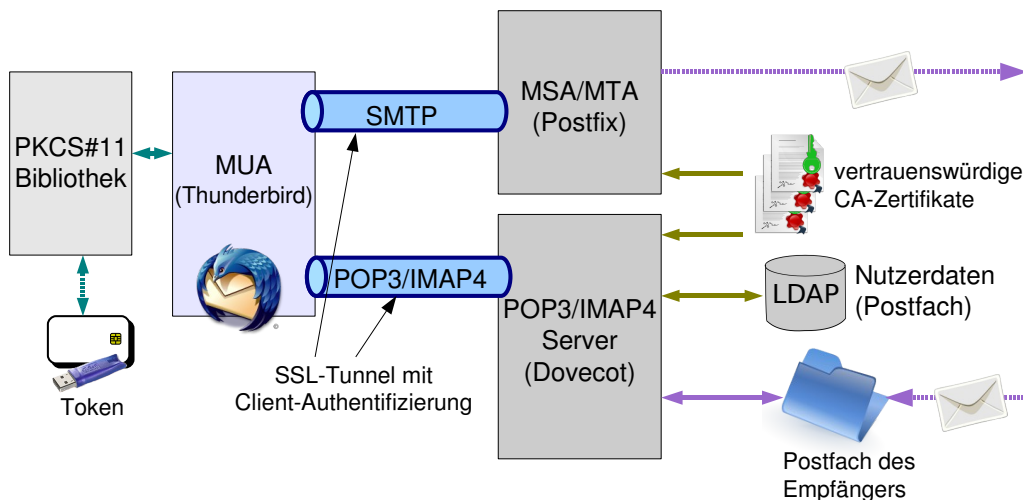 PKCS#11
Bibliothek
Token
MUA
(Thunderbird)
SMTP
POP3/IMAP4
SSL-Tunnel mit
Client-Authentifizierung
MSA/MTA
(Postfix)
POP3/IMAP4
Server
(Dovecot)
vertrauenswürdige
CA-Zertifikate
LDAP
Nutzerdaten
(Postfach)
Postfach des
Empfängers